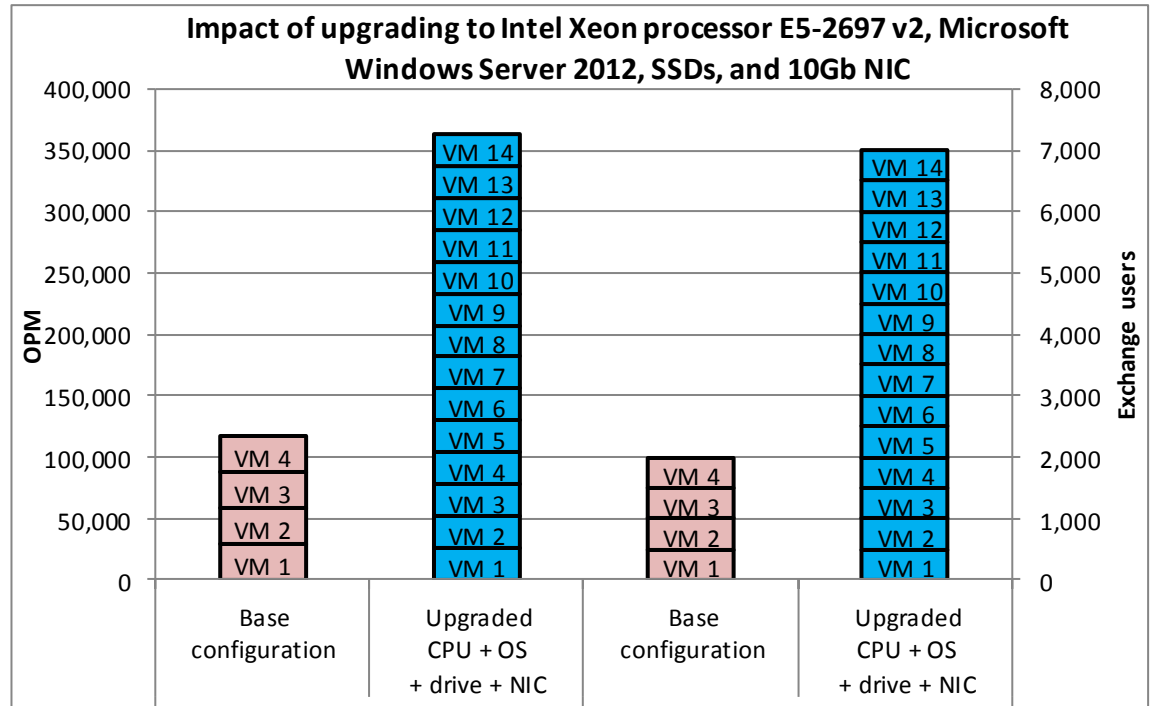 Impact of upgrading to Intel Xeon processor E5-2697 v2, Microsoft
Windows Server 2012, SSDs, and 10Gb NIC
400,000
350,000
300,000
250,000
200,000
150,000
100,000
50,000
0
OPM
VM 4
VM 3
VM 2
VM 1
VM 14
VM 13
VM 12
VM 11
VM 10
VM 9
VM 8
VM 7
VM 6
VM 5
VM 4
VM 3
VM 2
VM 1
VM 4
VM 3
VM 2
VM 1
VM 14
VM 13
VM 12
VM 11
VM 10
VM 9
VM 8
VM 7
VM 6
VM 5
VM 4
VM 3
VM 2
VM 1
8,000
7,000
6,000
5,000
4,000
3,000
2,000
1,000
0
Exchange users
Base
configuration
Upgraded
CPU + OS
+ drive + NIC
Base
configuration
Upgraded
CPU + OS
+ drive + NIC